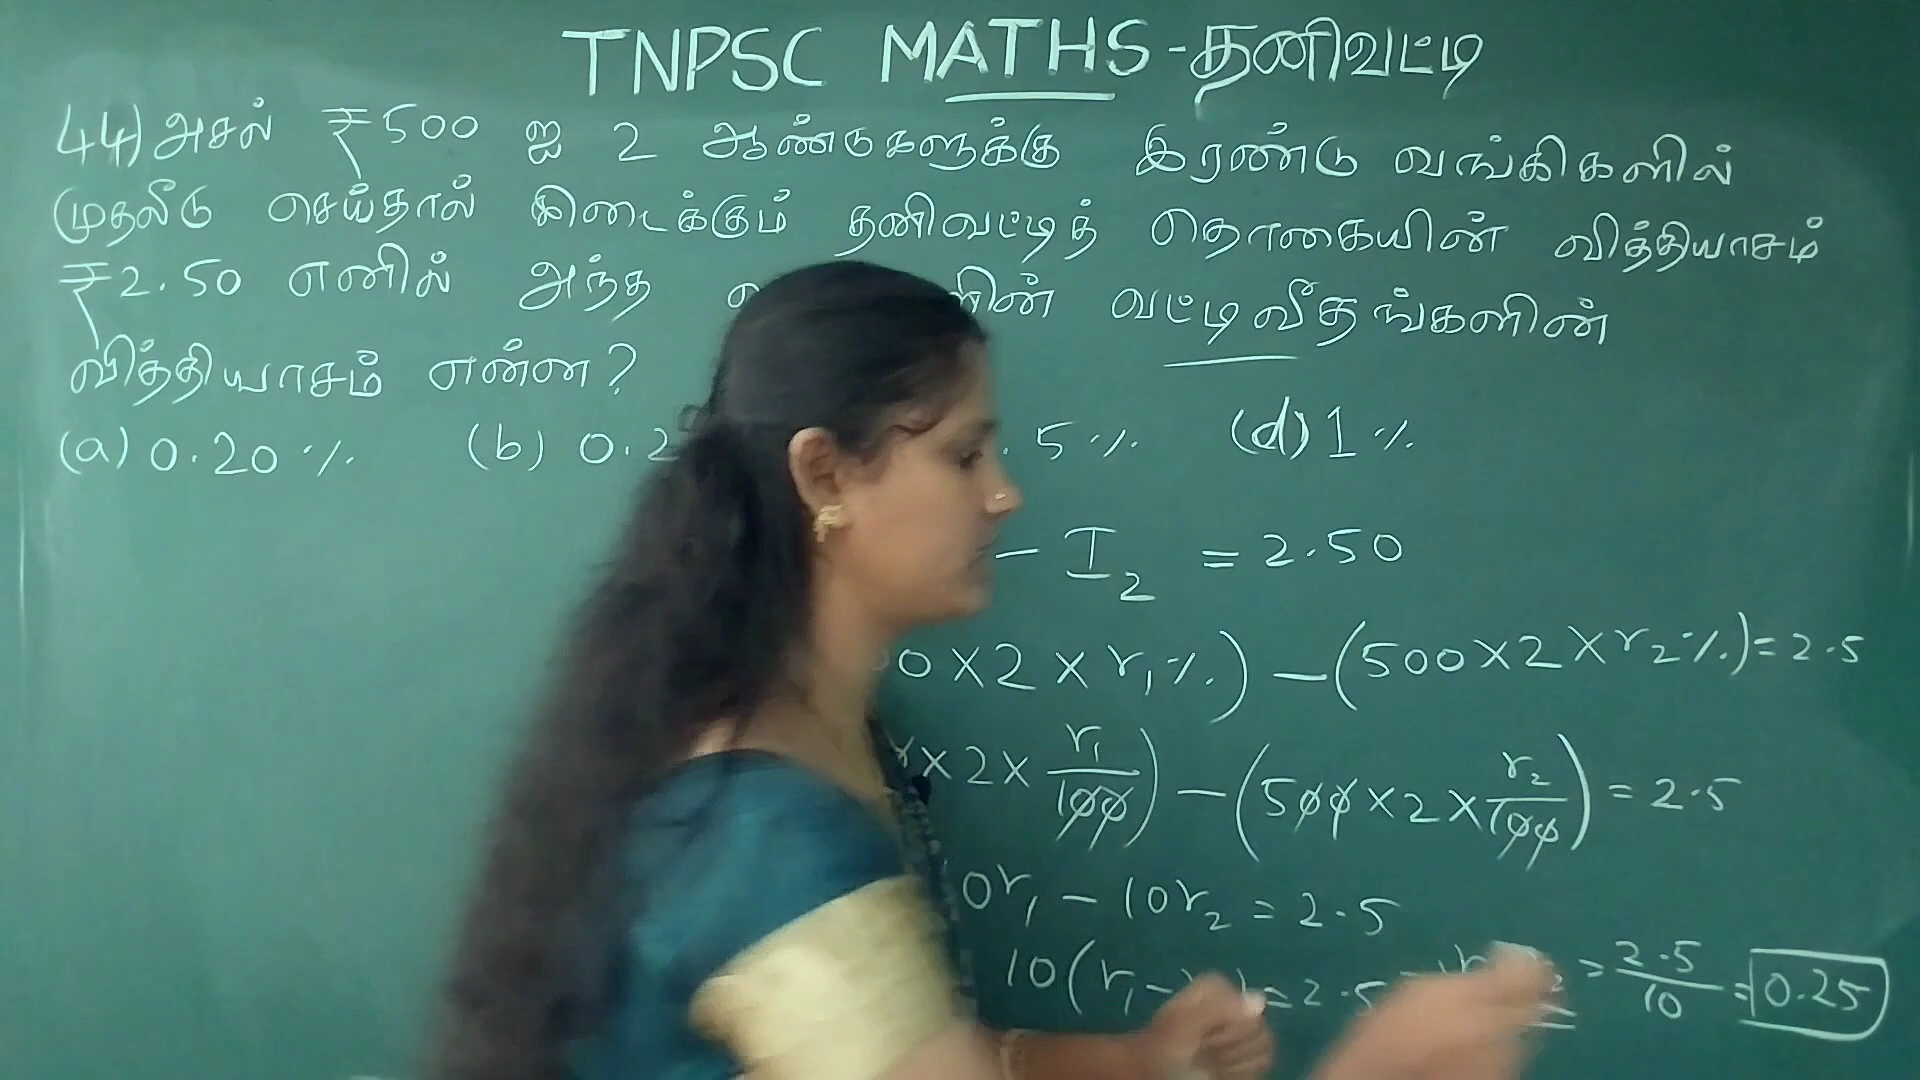 TNPSC MATHS - தனிவட்டி
44) அசல் ₹500 ஐ 2 ஆண்டுகளுக்கு இரண்டு வங்கிகளில்
முதலீடு செய்தால் கிடைக்கும் தனிவட்டித் தொகையின் வித்தியாசம்
₹2.50 எனில் அந்த வட்டிவீதங்களின்
வித்தியாசம் என்ன?
(a) 0.20 % (b) 0.2 5 % (d) 1 %
- I₂ = 2.50
0 × 2 × r₁%) - (500 × 2 × r₂%) = 2.5
× 2 × r₁/100) - (500 × 2 × r₂/100) = 2.5
0r₁ - 10r₂ = 2.5
10(r₁ - ) = 2.5 = 2.5/10 = 0.25